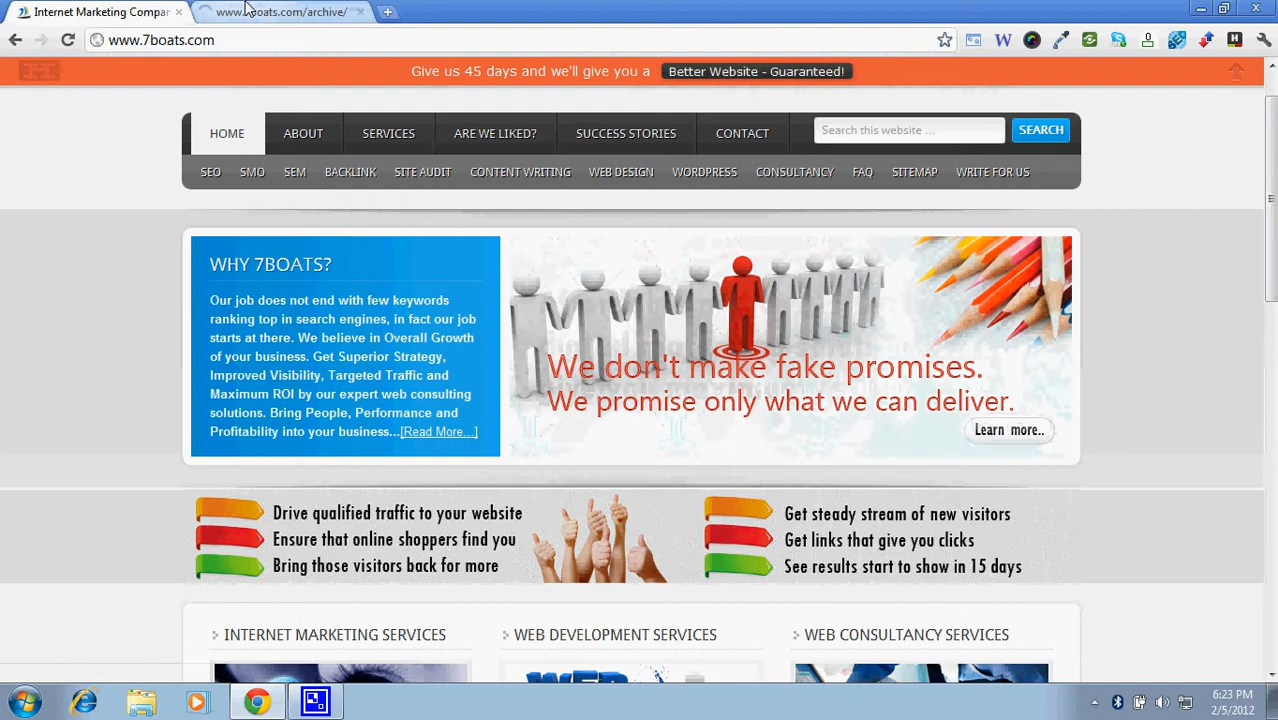 Internet Marketing Compar
www.7boats.com/archive/
www.7boats.com
Give us 45 days and we'll give you a Better Website - Guaranteed!
HOME ABOUT SERVICES ARE WE LIKED? SUCCESS STORIES CONTACT Search this website ... SEARCH
SEO SMO SEM BACKLINK SITE AUDIT CONTENT WRITING WEB DESIGN WORDPRESS CONSULTANCY FAQ SITEMAP WRITE FOR US
WHY 7BOATS?
Our job does not end with few keywords
ranking top in search engines, in fact our job
starts at there. We believe in Overall Growth
of your business. Get Superior Strategy,
Improved Visibility, Targeted Traffic and
Maximum ROI by our expert web consulting
solutions. Bring People, Performance and
Profitability into your business...[Read More...]
We don't make fake promises.
We promise only what we can deliver.
Learn more..
Drive qualified traffic to your website
Ensure that online shoppers find you
Bring those visitors back for more
Get steady stream of new visitors
Get links that give you clicks
See results start to show in 15 days
INTERNET MARKETING SERVICES
WEB DEVELOPMENT SERVICES
WEB CONSULTANCY SERVICES
6:23 PM
2/5/2012